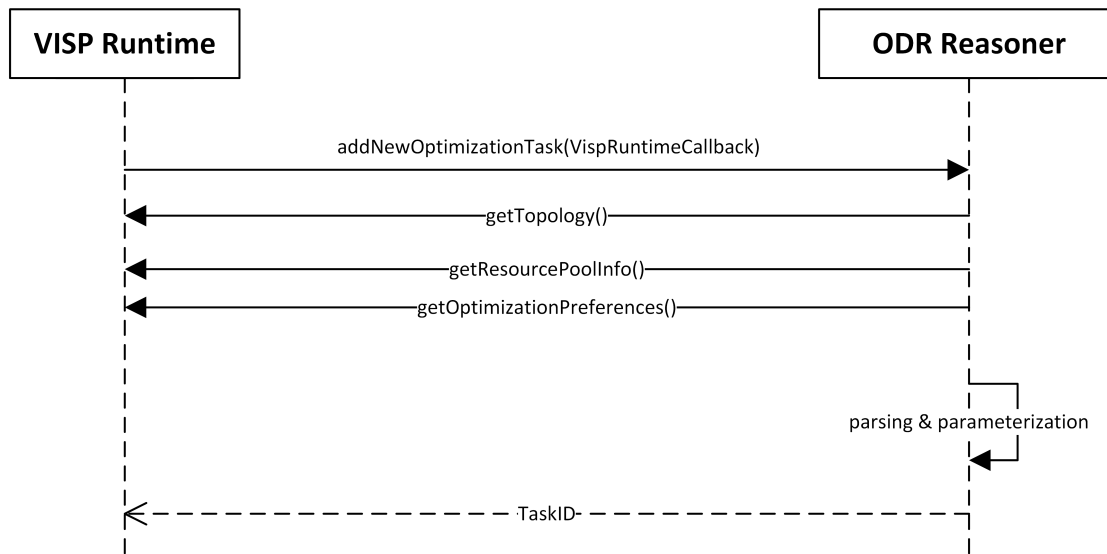 VISP Runtime
ODR Reasoner
addNewOptimizationTask(VispRuntimeCallback)
getTopology()
getResourcePoolInfo()
getOptimizationPreferences()
parsing & parameterization
TaskID